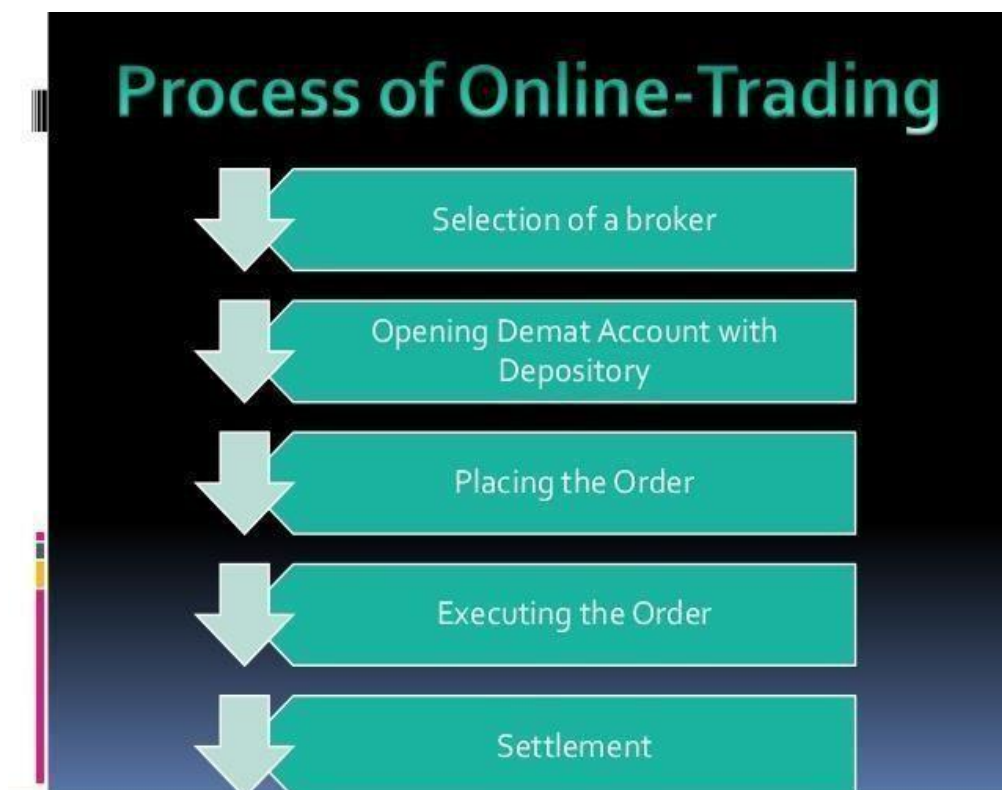 Process of Online-Trading
Selection of a broker
Opening Demat Account with
Depository
Placing the Order
Executing the Order
Settlement